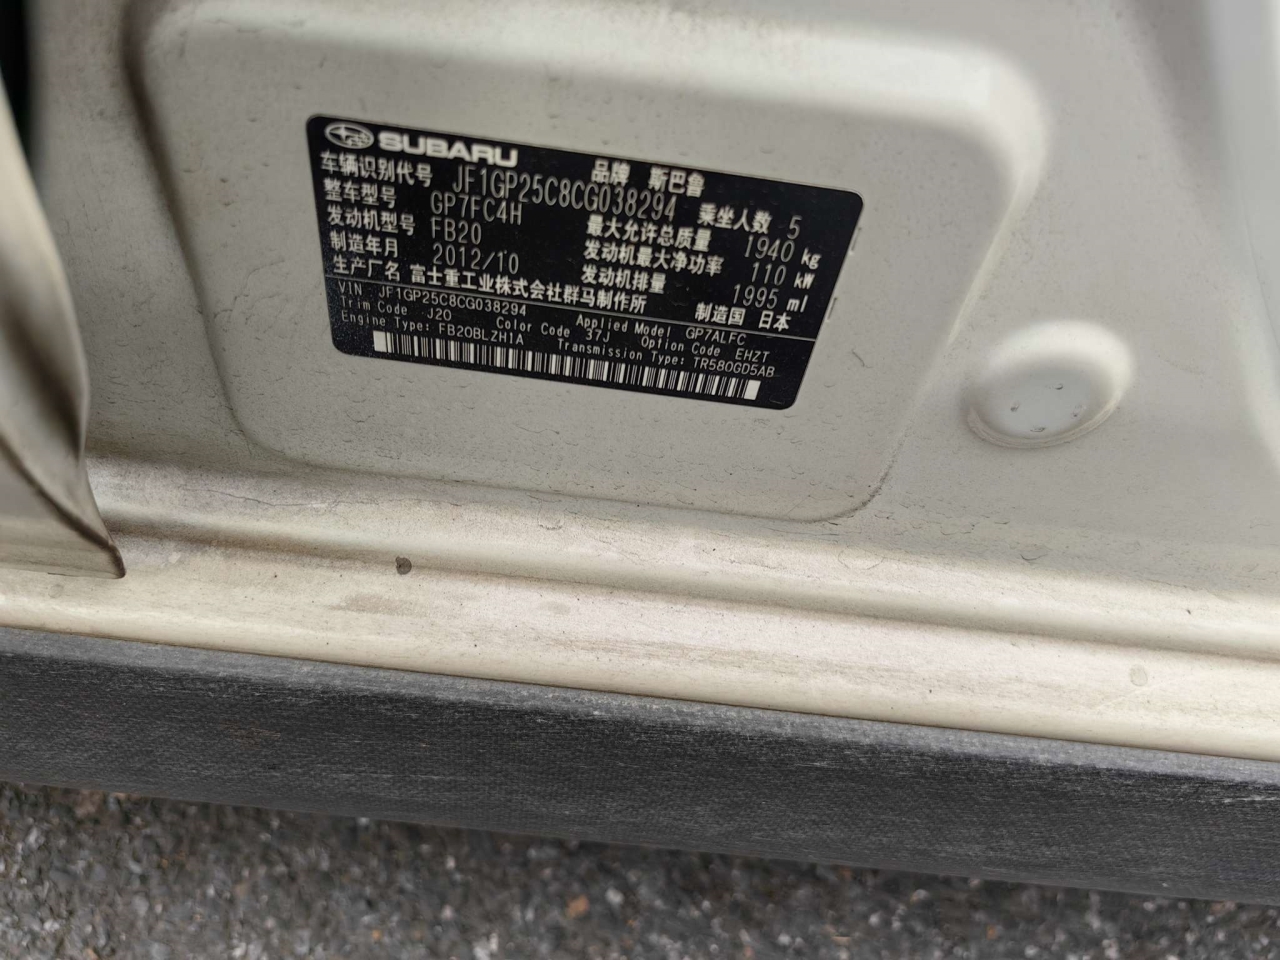 SUBARU 品牌 斯巴鲁
车辆识别代号 JF1GP25C8CG038294 乘坐人数 5
整车型号 GP7FC4H 最大允许总质量 1940 kg
发动机型号 FB20 发动机最大净功率 110 kW
制造年月 2012/10 发动机排量 1995 ml
生产厂名 富士重工业株式会社群马制作所 制造国 日本
VIN: JF1GP25C8CG038294 Applied Model GP7ALFC
Trim Code J20 Color Code 37J Option Code EHZT
Engine Type: FB20BLZH1A Transmission Type: TR580GD5AB